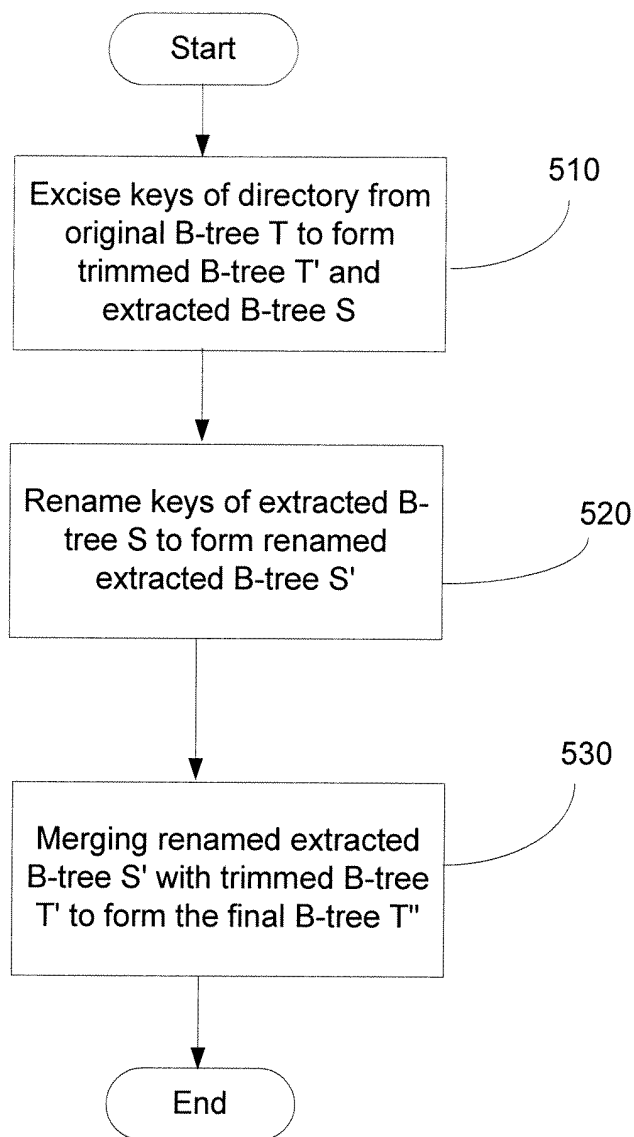 Start
Excise keys of directory from
original B-tree T to form
trimmed B-tree T' and
extracted B-tree S
510
Rename keys of extracted B-
tree S to form renamed
extracted B-tree S'
520
Merging renamed extracted
B-tree S' with trimmed B-tree
T' to form the final B-tree T"
530
End